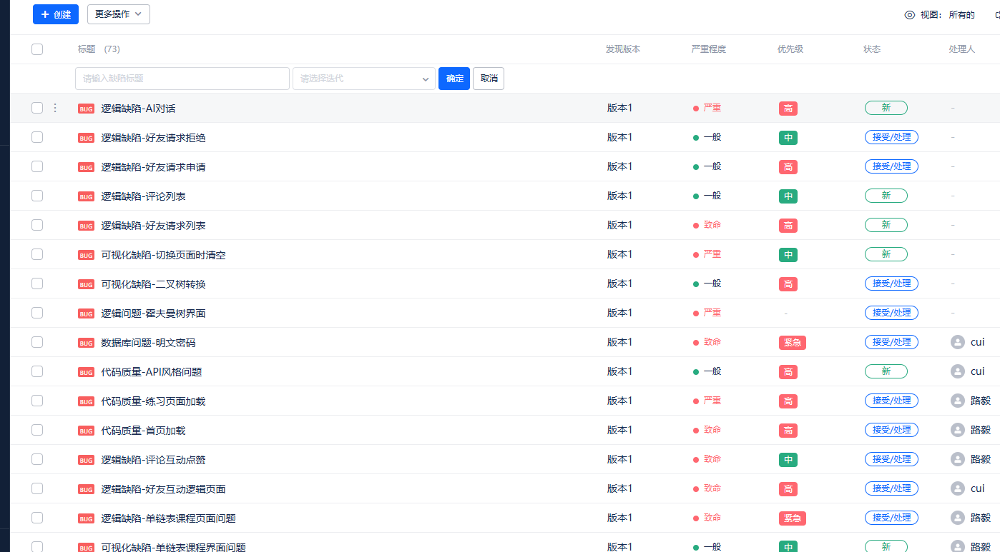 + 创建 更多操作 视图: 所有的
标题 (73) 发现版本 严重程度 优先级 状态 处理人
请输入缺陷标题 请选择迭代 确定 取消
BUG 逻辑缺陷-AI对话 版本1 严重 高 新 -
BUG 逻辑缺陷-好友请求拒绝 版本1 一般 中 接受/处理 -
BUG 逻辑缺陷-好友请求申请 版本1 一般 高 接受/处理 -
BUG 逻辑缺陷-评论列表 版本1 一般 中 新 -
BUG 逻辑缺陷-好友请求列表 版本1 致命 高 新 -
BUG 可视化缺陷-切换页面时清空 版本1 严重 中 新 -
BUG 可视化缺陷-二叉树转换 版本1 一般 高 接受/处理 -
BUG 逻辑问题-霍夫曼树界面 版本1 严重 - 接受/处理 -
BUG 数据库问题-明文密码 版本1 致命 紧急 接受/处理 cui
BUG 代码质量-API风格问题 版本1 一般 高 新 cui
BUG 代码质量-练习页面加载 版本1 严重 高 接受/处理 路毅
BUG 代码质量-首页加载 版本1 致命 高 接受/处理 路毅
BUG 逻辑缺陷-评论互动点赞 版本1 致命 中 接受/处理 路毅
BUG 逻辑缺陷-好友互动逻辑页面 版本1 致命 高 接受/处理 cui
BUG 逻辑缺陷-单链表课程页面问题 版本1 致命 紧急 接受/处理 路毅
BUG 可视化缺陷-单链表课程界面问题 版本1 一般 中 新 路毅